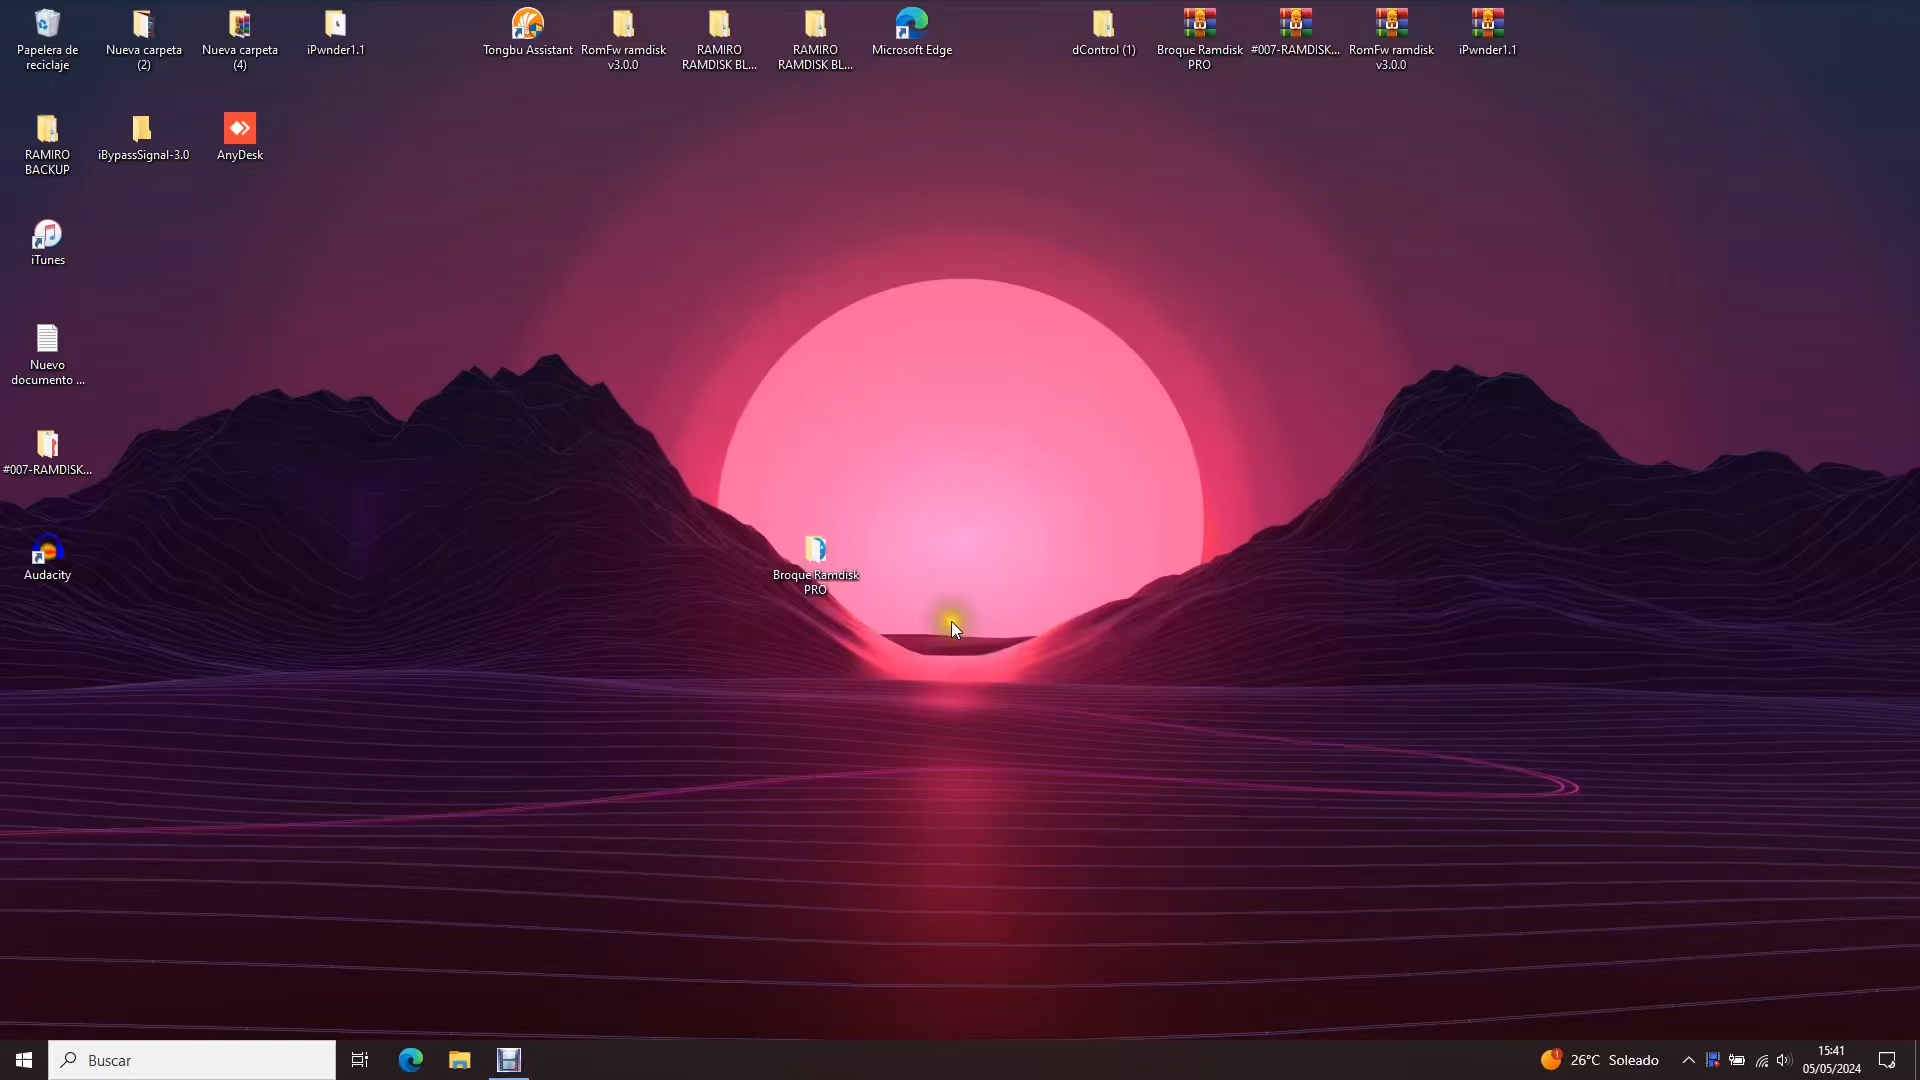 Papelera de
reciclaje
Nueva carpeta
(2)
Nueva carpeta
(4)
iPwnder1.1
Tongbu Assistant
RomFw ramdisk
v3.0.0
RAMIRO
RAMDISK BL...
RAMIRO
RAMDISK BL...
Microsoft Edge
dControl (1)
Broque Ramdisk
PRO
#007-RAMDISK...
RomFw ramdisk
v3.0.0
iPwnder1.1
RAMIRO
BACKUP
iBypassSignal-3.0
AnyDesk
iTunes
Nuevo
documento ...
#007-RAMDISK...
Audacity
Broque Ramdisk
PRO
Buscar
1
26°C Soleado
15:41
05/05/2024